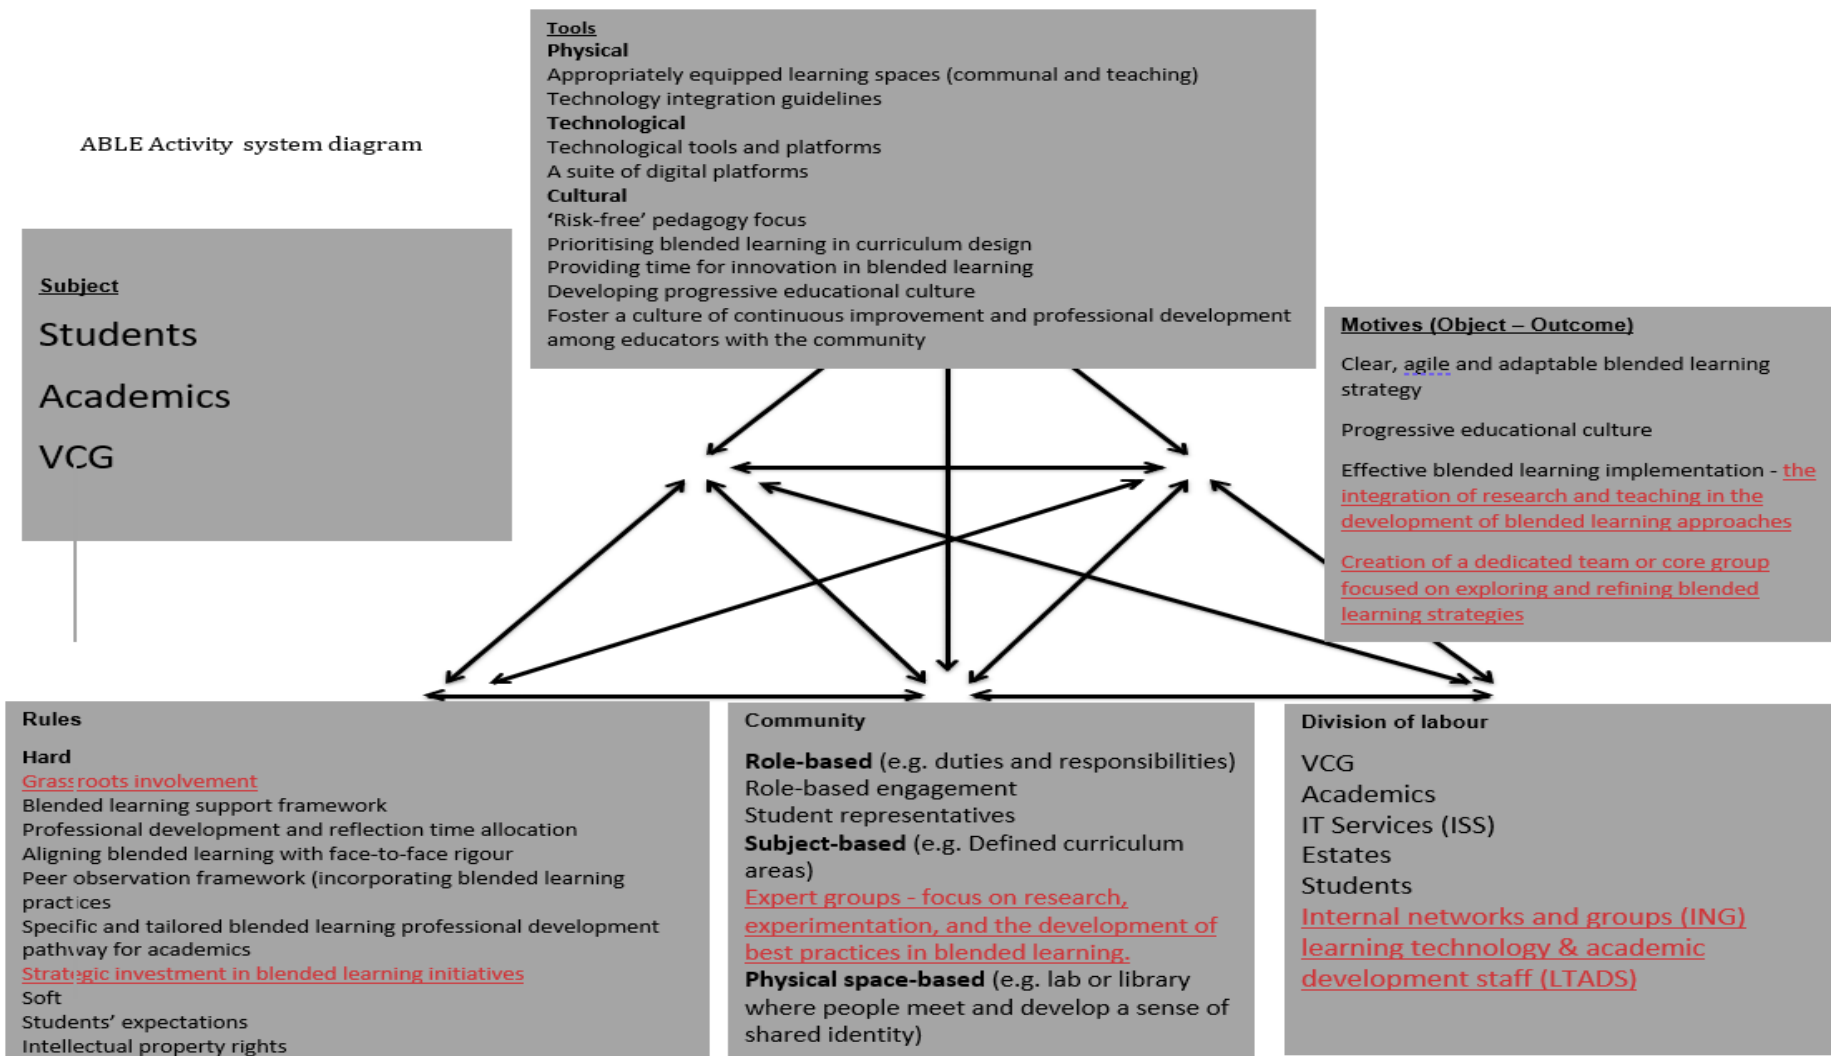 ABLE Activity system diagram
Tools
Physical
Appropriately equipped learning spaces (communal and teaching)
Technology integration guidelines
Technological
Technological tools and platforms
A suite of digital platforms
Cultural
‘Risk-free’ pedagogy focus
Prioritising blended learning in curriculum design
Providing time for innovation in blended learning
Developing progressive educational culture
Foster a culture of continuous improvement and professional development
among educators with the community
Subject
Students
Academics
VCG
Motives (Object – Outcome)
Clear, agile and adaptable blended learning
strategy
Progressive educational culture
Effective blended learning implementation - the
integration of research and teaching in the
development of blended learning approaches
Creation of a dedicated team or core group
focused on exploring and refining blended
learning strategies
Rules
Hard
Grassroots involvement
Blended learning support framework
Professional development and reflection time allocation
Aligning blended learning with face-to-face rigour
Peer observation framework (incorporating blended learning
practices
Specific and tailored blended learning professional development
pathway for academics
Strategic investment in blended learning initiatives
Soft
Students’ expectations
Intellectual property rights
Community
Role-based (e.g. duties and responsibilities)
Role-based engagement
Student representatives
Subject-based (e.g. Defined curriculum
areas)
Expert groups - focus on research,
experimentation, and the development of
best practices in blended learning.
Physical space-based (e.g. lab or library
where people meet and develop a sense of
shared identity)
Division of labour
VCG
Academics
IT Services (ISS)
Estates
Students
Internal networks and groups (ING)
learning technology & academic
development staff (LTADS)